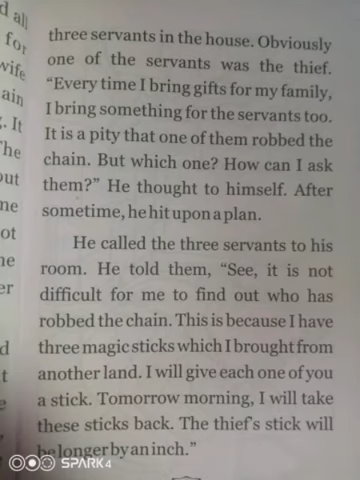 three servants in the house. Obviously
one of the servants was the thief.
“Every time I bring gifts for my family,
I bring something for the servants too.
It is a pity that one of them robbed the
chain. But which one? How can I ask
them?” He thought to himself. After
sometime, he hit upon a plan.
He called the three servants to his
room. He told them, “See, it is not
difficult for me to find out who has
robbed the chain. This is because I have
three magic sticks which I brought from
another land. I will give each one of you
a stick. Tomorrow morning, I will take
these sticks back. The thief’s stick will
be longer by an inch.”
SPARK 4